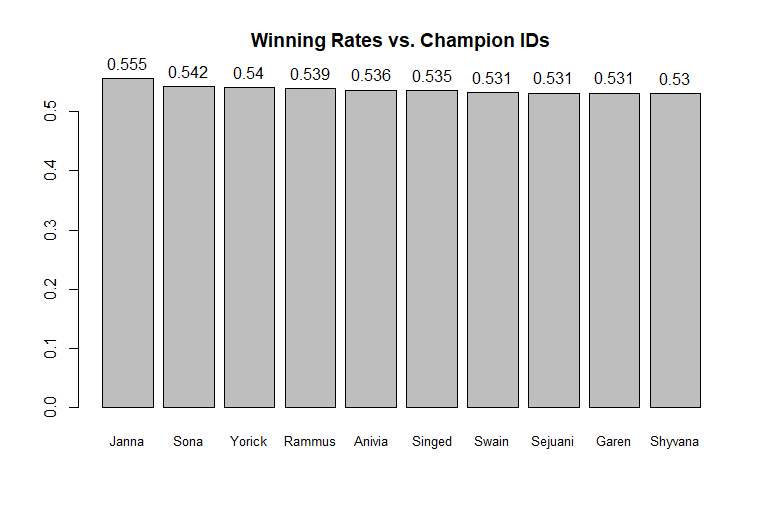 Winning Rates vs. Champion IDs
0.555 0.542 0.54 0.539 0.536 0.535 0.531 0.531 0.531 0.53
0.5
0.4
0.3
0.2
0.1
0.0
Janna Sona Yorick Rammus Anivia Singed Swain Sejuani Garen Shyvana